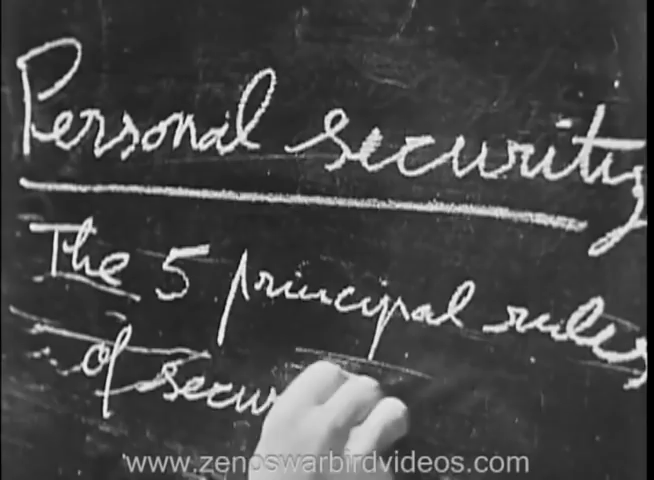 Personal security
The 5 principal rules
of secu
www.zenoswarbirdvideos.com